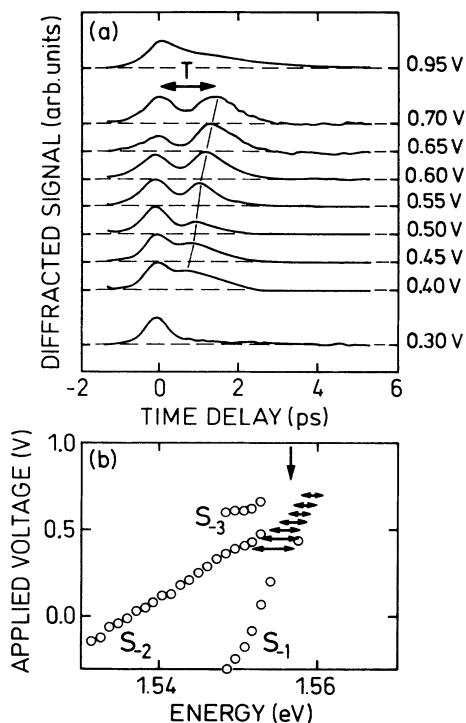 (a)
DIFFRACTED SIGNAL (arb.units)
T
0.95 V
0.70 V
0.65 V
0.60 V
0.55 V
0.50 V
0.45 V
0.40 V
0.30 V
-2 0 2 4 6
TIME DELAY (ps)
(b)
APPLIED VOLTAGE (V)
1.0
0.5
0.0
S-3
S-2
S-1
1.54 1.56
ENERGY (eV)